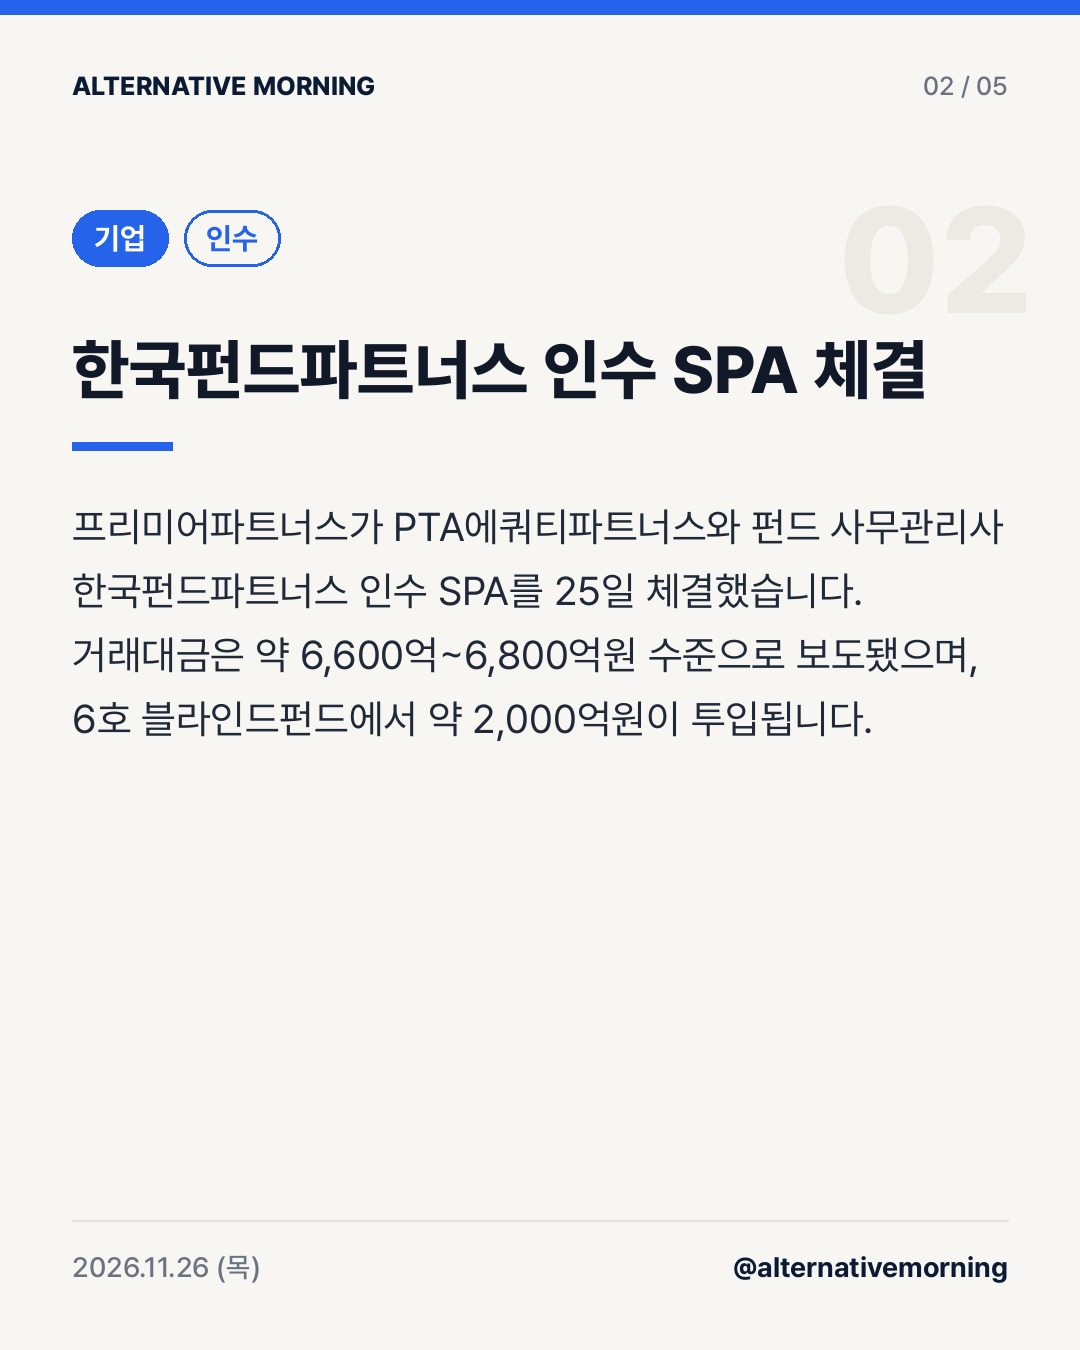 ALTERNATIVE MORNING
02 / 05
기업 인수
02
한국펀드파트너스 인수 SPA 체결
프리미어파트너스가 PTA에쿼티파트너스와 펀드 사무관리사
한국펀드파트너스 인수 SPA를 25일 체결했습니다.
거래대금은 약 6,600억~6,800억원 수준으로 보도됐으며,
6호 블라인드펀드에서 약 2,000억원이 투입됩니다.
2026.11.26 (목)
@alternativemorning